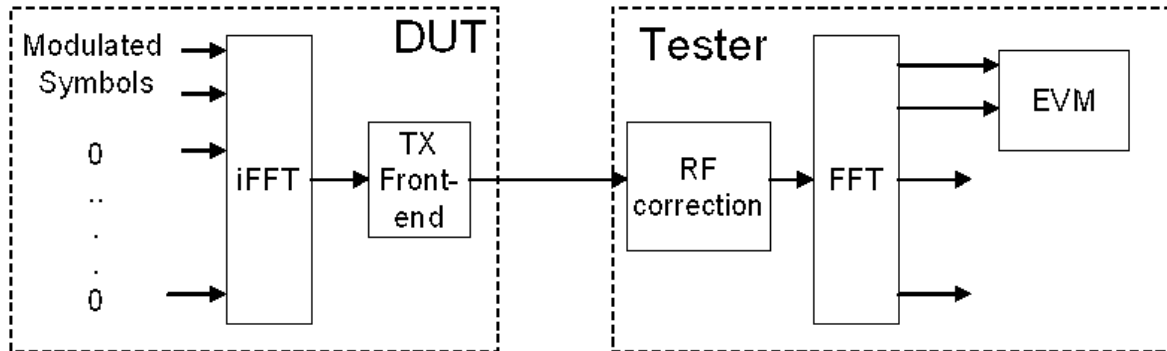 DUT
Modulated
Symbols
0
..
.
.
0
iFFT
TX
Front-
end
Tester
RF
correction
FFT
EVM